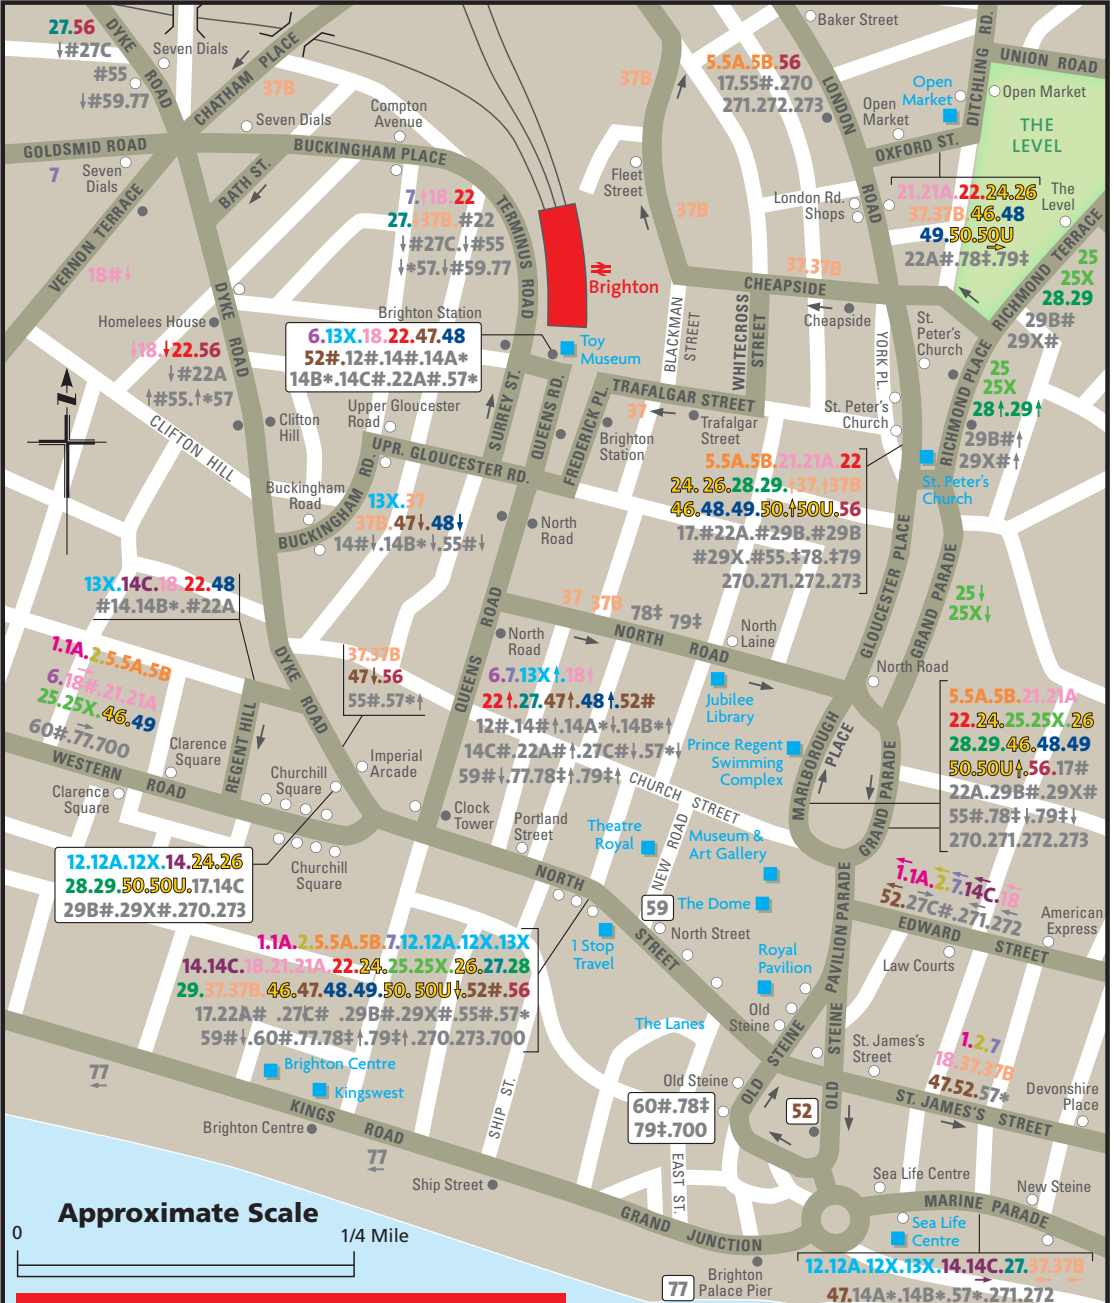 27.56
↓#27C
#55
↓#59.77
DYKE ROAD
Seven Dials
CHATHAM PLACE
37B
Seven Dials
Compton
Avenue
GOLDSMID ROAD
BUCKINGHAM PLACE
7
Seven
Dials
BATH ST.
VERNON TERRACE
18#↓
7.↑18.22
27.↓37B.#22
↓#27C.↓#55
↓*57.↓#59.77
TERMINUS ROAD
Brighton
Baker Street
5.5A.5B.56
17.55#.270
271.272.273
37B
LONDON ROAD
DITCHLING RD.
UNION ROAD
Open
Market
Open
Market
Open Market
THE
LEVEL
OXFORD ST.
Fleet
Street
London Rd.
Shops
37B
21.21A.22.24.26
37.37B.46.48
49.50.50U
22A#.78‡.79‡
The
Level
RICHMOND TERRACE
25
25X
28.29
29B#
29X#
37.37B
CHEAPSIDE
Cheapside
St.
Peter's
Church
DYKE ROAD
Homelees House
↓18.↓22.56
↓#22A
↑#55.↑*57
Brighton Station
6.13X.18.22.47.48
52#.12#.14#.14A*
14B*.14C#.22A#.57*
Toy
Museum
BLACKMAN
STREET
WHITECROSS
STREET
YORK PL.
TRAFALGAR STREET
37
Trafalgar
Street
Brighton
Station
St. Peter's
Church
RICHMOND PLACE
25
25X
28↑.29↑
29B#↑
29X#↑
St. Peter's
Church
CLIFTON HILL
Clifton
Hill
Upper Gloucester
Road
SURREY ST.
QUEENS RD.
FREDERICK PL.
UPR. GLOUCESTER RD.
Buckingham
Road
BUCKINGHAM RD.
13X.37
37B.47↓.48↓
14#↓.14B*↓.55#↓
North
Road
5.5A.5B.21.21A.22
24.26.28.29.↑37.↑37B
46.48.49.50.↑50U.56
17.#22A.#29B.#29B
#29X.#55.‡78.‡79
270.271.272.273
13X.14C.18.22.48
#14.14B*.#22A
GLOUCESTER PLACE
GRAND PARADE
25↓
25X↓
37 37B 78‡ 79‡
NORTH ROAD
North
Laine
North
Road
North Road
QUEENS ROAD
1.1A.2.5.5A.5B
6.18#.21.21A
25.25X.46.49
60#.77.700
37.37B
47↓.56
55#.57*↑
DYKE ROAD
6.7.13X↑.18↑
22↑.27.47↑.48↑.52#
12#.14#↑.14A*↓.14B*↑
14C#.22A#↑.27C#↓.57*↓
59#↓.77.78‡↑.79‡↑
Jubilee
Library
Prince Regent
Swimming
Complex
MARLBOROUGH
PLACE
GRAND PARADE
5.5A.5B.21.21A
22.24.25.25X.26
28.29.46.48.49
50.50U↑.56.17#
22A.29B#.29X#
55#.78‡↓.79‡↓
270.271.272.273
WESTERN ROAD
Clarence
Square
REGENT HILL
Clarence
Square
Churchill
Square
Imperial
Arcade
Clock
Tower
Portland
Street
CHURCH STREET
Theatre
Royal
NEW ROAD
Museum &
Art Gallery
Churchill
Square
12.12A.12X.14.24.26
28.29.50.50U.17.14C
29B#.29X#.270.273
NORTH STREET
59
The Dome
1 Stop
Travel
North Street
Royal
Pavilion
1.1A.2.7.14C.18
52.27C#.271.272
EDWARD STREET
American
Express
Law Courts
1.1A.2.5.5A.5B.7.12.12A.12X.13X
14.14C.18.21.21A.22.24.25.25X.26.27.28
29.37.37B.46.47.48.49.50.50U↓.52#.56
17.22A# .27C# .29B#.29X#.55#.57*
59#↓.60#.77.78‡↑.79‡↑.270.273.700
The Lanes
Old
Steine
OLD STEINE
OLD STEINE PAVILION PARADE
St. James's
Street
1.2.7
18.37.37B
47.52.57*
Devonshire
Place
ST. JAMES'S STREET
77
Brighton Centre
Kingswest
KINGS ROAD
Brighton Centre
77
Ship Street
SHIP ST.
Old Steine
60#.78‡
79‡.700
52
EAST ST.
GRAND JUNCTION
Sea Life Centre
New Steine
MARINE PARADE
Sea Life
Centre
Approximate Scale
0
1/4 Mile
77
Brighton
Palace Pier
12.12A.12X.13X.14.14C.27.37.37B
47.14A*.14B*.57*.271.272